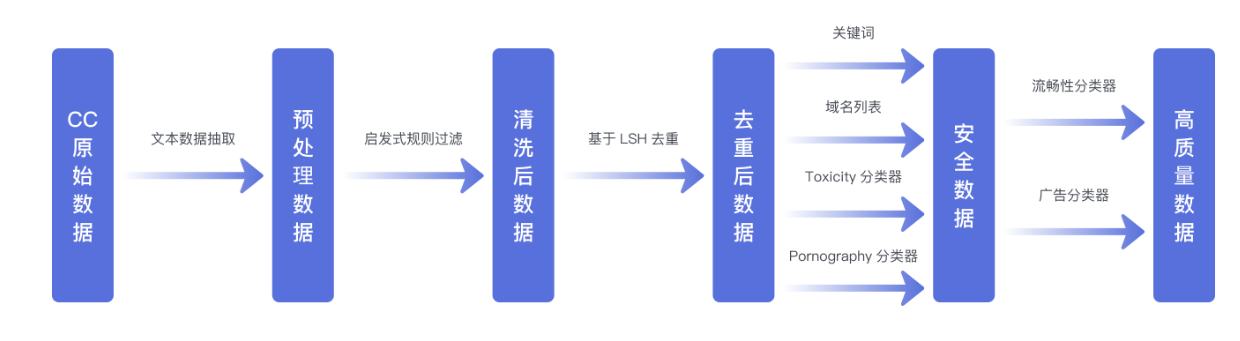 CC原始数据
文本数据抽取
预处理数据
启发式规则过滤
清洗后数据
基于 LSH 去重
去重后数据
关键词
域名列表
Toxicity 分类器
Pornography 分类器
安全数据
流畅性分类器
广告分类器
高质量数据